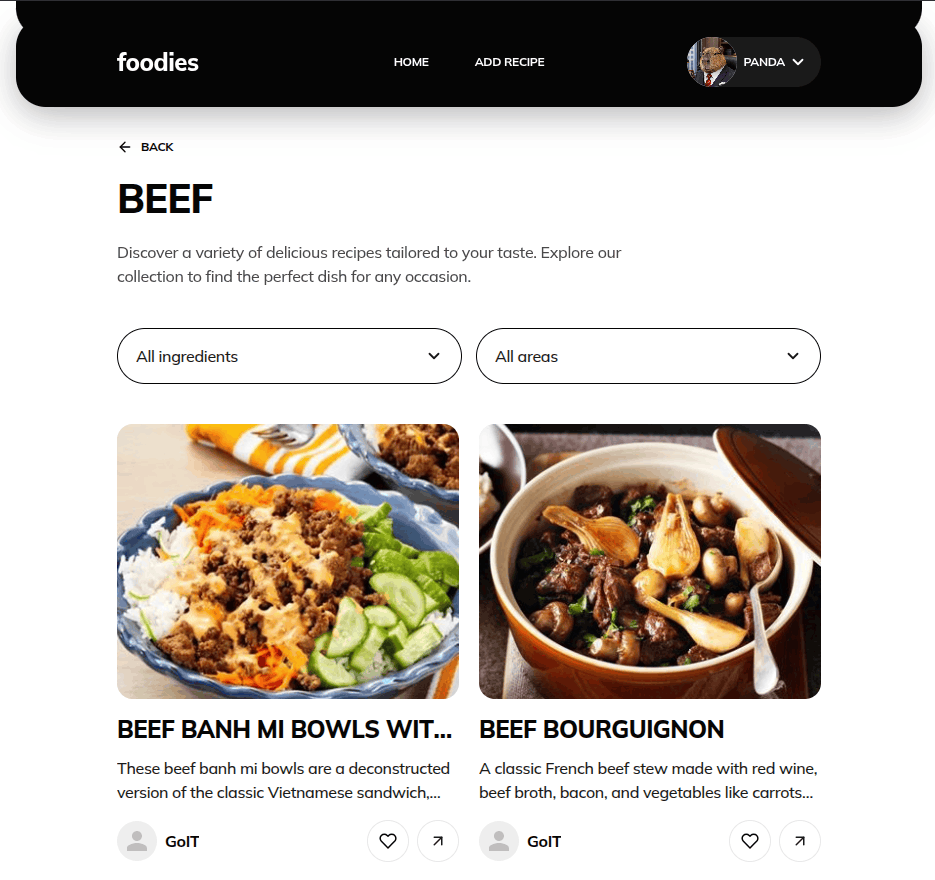 foodies
HOME
ADD RECIPE
PANDA
BACK
BEEF
Discover a variety of delicious recipes tailored to your taste. Explore our
collection to find the perfect dish for any occasion.
All ingredients
All areas
BEEF BANH MI BOWLS WIT...
These beef banh mi bowls are a deconstructed
version of the classic Vietnamese sandwich,...
GoIT
BEEF BOURGUIGNON
A classic French beef stew made with red wine,
beef broth, bacon, and vegetables like carrots...
GoIT